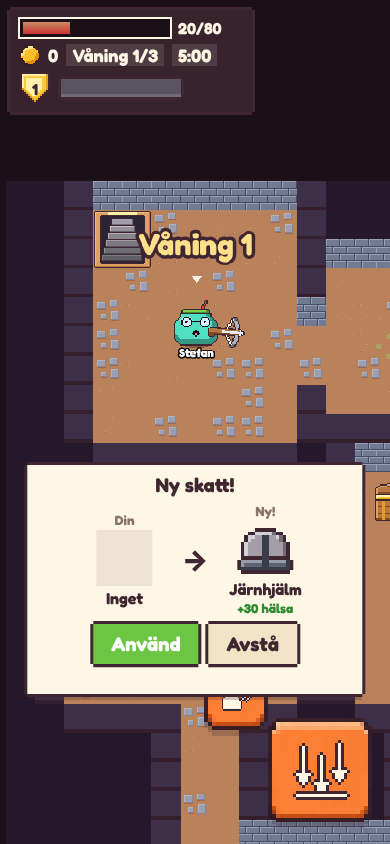 20/80
0 Våning 1/3 5:00
1
Våning 1
Stefan
Ny skatt!
Din
Ny!
Inget
Järnhjälm
+30 hälsa
Använd
Avstå